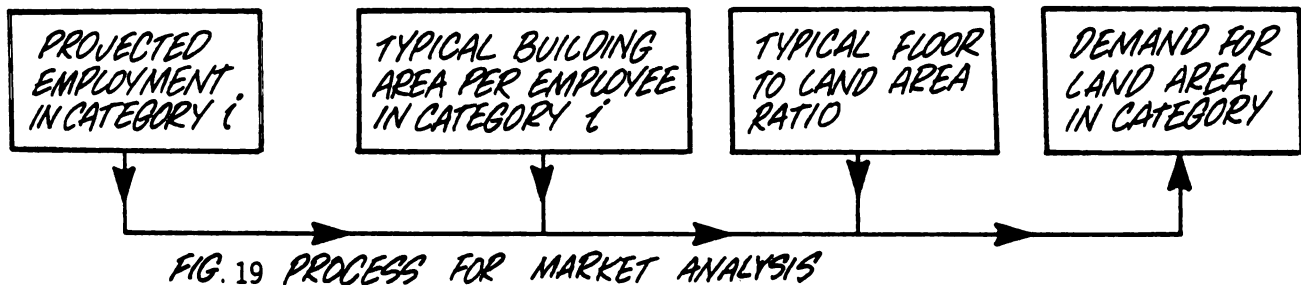 PROJECTED
EMPLOYMENT
IN CATEGORY i
TYPICAL BUILDING
AREA PER EMPLOYEE
IN CATEGORY i
TYPICAL FLOOR
TO LAND AREA
RATIO
DEMAND FOR
LAND AREA
IN CATEGORY
FIG. 19 PROCESS FOR MARKET ANALYSIS